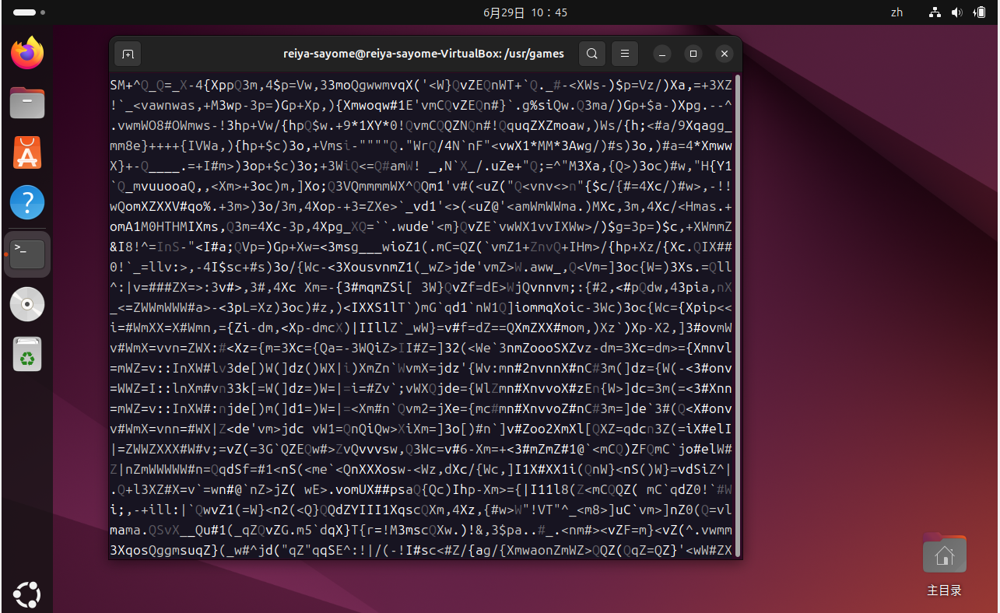 6月29日 10：45
zh
reiya-sayome@reiya-sayome-VirtualBox: /usr/games
SM+^Q_Q=_X-4{XppQ3m,4$p=Vw,33moQgwwmvqX('<W}QvZEQnWT+`Q._#-<XWs-)$p=Vz/)Xa,=+3XZ
!`_<vawnwas,+M3wp-3p=)Gp+Xp,){Xmwoqw#1E'vmCQvZEQn#}`.g%siQw.Q3ma/)Gp+$a-)Xpg.--^
.vwmWO8#OWmws-!3hp+Vw/{hpQ$w.+9*1XY*0!QvmCQQZNQn#!QquqZXZmoaw,)Ws/{h;<#a/9Xqagg_
mm8e}++++{IVWa,){hp+$c)3o,+Vmsi-""""Q."WrQ/4N`nF"<vwX1*MM*3Awg/)#s)3o,)#a=4*Xmww
X}+-Q____.=+I#m>)3op+$c)3o;+3WiQ<=Q#amW! _,N`X_/.uZe+"Q;=^"M3Xa,{Q>)3oc)#w,"H{Y1
`Q_mvuuooaQ,,<Xm>+3oc)m,]Xo;Q3VQmmmmWX^QQm1'v#(<uZ("Q<vnv<>n"{$c/{#=4Xc/)#w>,-!!
wQomXZXXV#qo%.+3m>)3o/3m,4Xop-+3=ZXe>`_vd1'<>(<uZ@'<amWmWWma.)MXc,3m,4Xc/<Hmas.+
omA1M0HTHMIXms,Q3m=4Xc-3p,4Xpg_XQ=``.wude'<m}QvZE`vwWX1vvIXWw>/)$g=3p=)$c,+XWmmZ
&I8!^=InS-"<I#a;QVp=)Gp+Xw=<3msg___wioZ1(.mC=QZ(`vmZ1+ZnvQ+IHm>/{hp+Xz/{Xc.QIX##
0!`_=llv:>,-4I$sc+#s)3o/{Wc-<3XousvnmZ1(_wZ>jde'vmZ>W.aww_,Q<Vm=]3oc{W=)3Xs.=Qll
^:|v=###ZX=>:3v#>,3#,4Xc Xm=-{3#mqmZSi[ 3W}QvZf=dE>WjQvnnvm;:{#2,<#pQdw,43pia,nX
_<=ZWWmWWW#a>-<3pL=Xz)3oc)#z,)<IXXS1lT`)mG`qd1`nW1Q]iommqXoic-3Wc)3oc{Wc={Xpip<<
i=#WmXX=X#Wmn,={Zi-dm,<Xp-dmcX)|IIllZ`_wW}=v#f=dZ==QXmZXX#mom,)Xz`)Xp-X2,]3#ovmW
v#WmX=vvn=ZWX:#<Xz={m=3Xc={Qa=-3WQiZ>II#Z=]32(<We`3nmZoooSXZvz-dm=3Xc=dm>={Xmnvl
=mWZ=v::InXW#lv3de[)W(]dz()WX|i)XmZn`WvmX=jdz'{Wv:mn#2nvnnX#nC#3m(]dz={W(-<3#onv
=WWZ=I::lnXm#vn33k[=W(]dz=)W=|=i=#Zv`;vWXQjde={WlZmn#XnvvoX#zEn{W>]dc=3m(=<3#Xnn
=mWZ=v::InXW#:njde[)m(]d1=)W=|=<Xm#n`Qvm2=jXe={mc#mn#XnvvoZ#nC#3m=]de`3#(Q<X#onv
v#WmX=vnn=#WX|Z<de'vm>jdc vW1=QnQiQw>XiXm=]3o[)#n`]v#Zoo2XmXl[QXZ=qdcn3Z(=iX#elI
|=ZWWZXXX#W#v;=vZ(=3G`QZEQw#>ZvQvvvsw,Q3Wc=v#6-Xm=+<3#mZmZ#1@`<mCQ)ZFQmC`jo#elW#
Z|nZmWWWWW#n=QqdSf=#1<nS(<me`<QnXXXosw-<Wz,dXc/{Wc,]I1X#XX1i(QnW}<nS()W}=vdSiZ^|
.Q+l3XZ#X=v`=wn#@`nZ>jZ( wE>.vomUX##psaQ{Qc)Ihp-Xm>={|I11l8(Z<mCQQZ( mC`qdZ0!`#W
i;,-+ill:|`QwvZ1(=W}<n2(<Q}QQdZYIII1XqscQXm,4Xz,{#w>W"!VT"^_<m8>]uC`vm>]nZ0(Q=vl
mama.QSvX__Qu#1(_qZQvZG.m5`dqX}T{r=!M3mscQXw.)!&,3$pa..#_.<nm#><vZF=m}<vZ(^.vwmm
3XqosQggmsuqZ}(_w#^jd("qZ"qqSE^:!|/(-!I#sc<#Z/{ag/{XmwaonZmWZ>QQZ(QqZ=QZ}'<wW#ZX
主目录